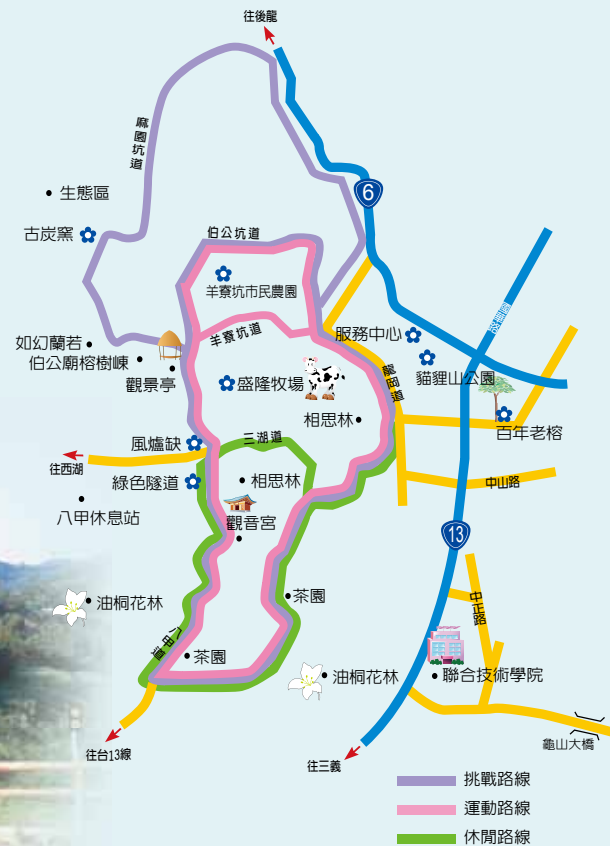 往後龍
麻園坑道
6
生態區
古炭窯
伯公坑道
羊寮坑市民農園
羊寮坑道
服務中心
如幻蘭若
伯公廟榕樹崠
觀景亭
貓貍山公園
龍岡道
盛隆牧場
相思林
百年老榕
風爐缺
三湖道
往西湖
綠色隧道
相思林
中山路
八甲休息站
觀音宮
13
油桐花林
茶園
中正路
八甲道
茶園
油桐花林
聯合技術學院
龜山大橋
往台13線
往三義
挑戰路線
運動路線
休閒路線